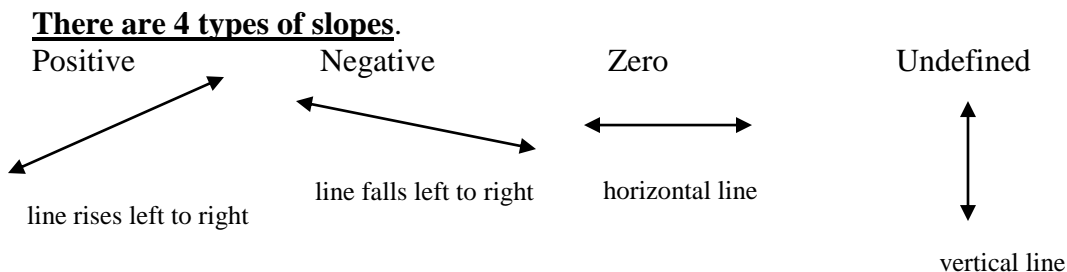 There are 4 types of slopes.
Positive Negative Zero Undefined
line falls left to right horizontal line
line rises left to right
vertical line